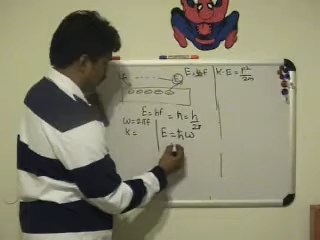 E=hf
K.E=P²/2m
E
E=hf
=ħ=h/2π
ω=2πf
K=
E=ħω